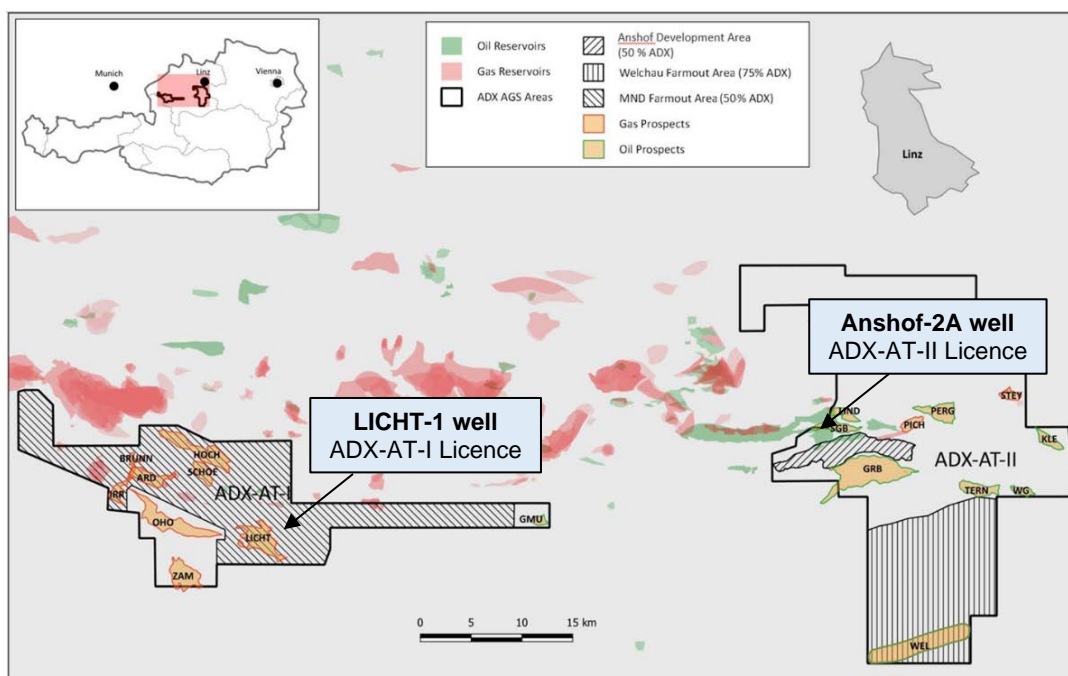 Munich
Linz
Vienna
Oil Reservoirs
Gas Reservoirs
ADX AGS Areas
Anshof Development Area
(50 % ADX)
Welchau Farmout Area (75% ADX)
MND Farmout Area (50% ADX)
Gas Prospects
Oil Prospects
Linz
Anshof-2A well
ADX-AT-II Licence
LICHT-1 well
ADX-AT-I Licence
HOCH
BRUNN
SCHOE
ARD
IRR
ADX-AT-I
OHO
LICHT
ZAM
GMU
SGB
PICH
PERG
STEY
KLE
GRB
ADX-AT-II
TERN
WG
WEL
0 5 10 15 km